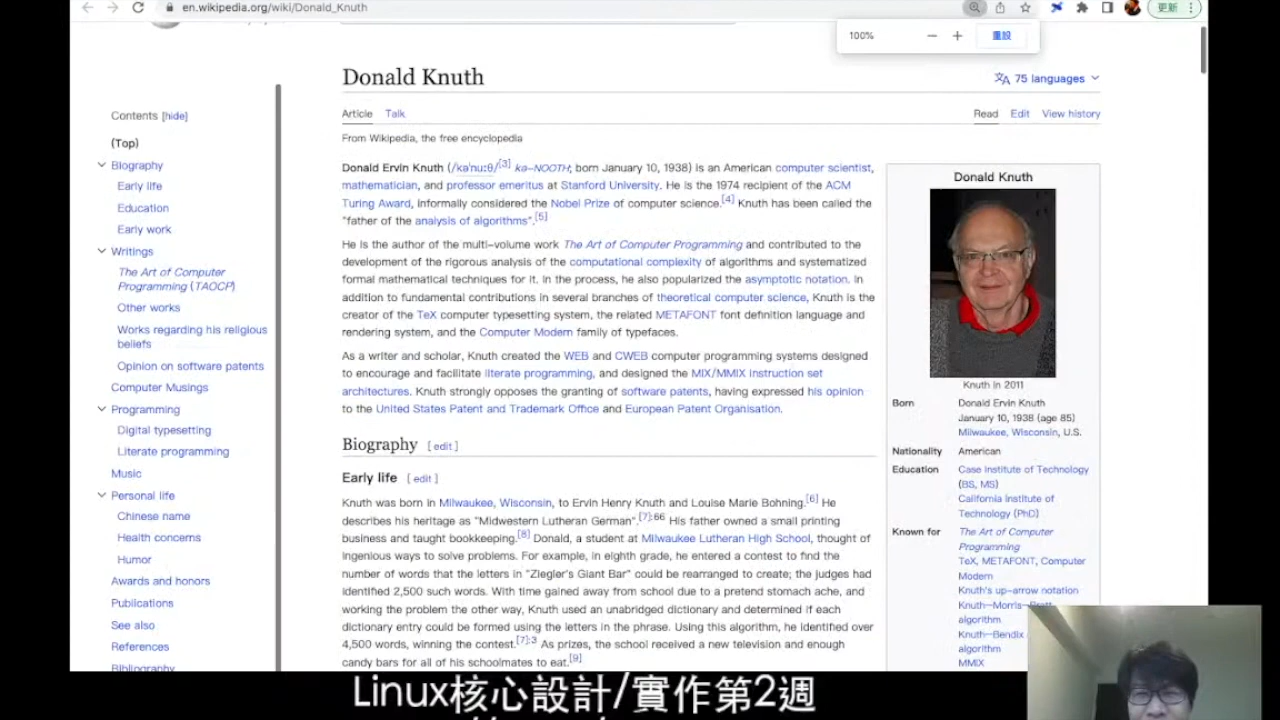 en.wikipedia.org/wiki/Donald_Knuth
更新
100%
重設
Donald Knuth
75 languages
Article Talk
Read Edit View history
From Wikipedia, the free encyclopedia
Contents [hide]
(Top)
Biography
Early life
Education
Early work
Writings
The Art of Computer
Programming (TAOCP)
Other works
Works regarding his religious
beliefs
Opinion on software patents
Computer Musings
Programming
Digital typesetting
Literate programming
Music
Personal life
Chinese name
Health concerns
Humor
Awards and honors
Publications
See also
References
Bibliography
Donald Ervin Knuth (/kəˈnuːθ/[3] kə-NOOTH; born January 10, 1938) is an American computer scientist,
mathematician, and professor emeritus at Stanford University. He is the 1974 recipient of the ACM
Turing Award, informally considered the Nobel Prize of computer science.[4] Knuth has been called the
"father of the analysis of algorithms".[5]
He is the author of the multi-volume work The Art of Computer Programming and contributed to the
development of the rigorous analysis of the computational complexity of algorithms and systematized
formal mathematical techniques for it. In the process, he also popularized the asymptotic notation. In
addition to fundamental contributions in several branches of theoretical computer science, Knuth is the
creator of the TeX computer typesetting system, the related METAFONT font definition language and
rendering system, and the Computer Modern family of typefaces.
As a writer and scholar, Knuth created the WEB and CWEB computer programming systems designed
to encourage and facilitate literate programming, and designed the MIX/MMIX instruction set
architectures. Knuth strongly opposes the granting of software patents, having expressed his opinion
to the United States Patent and Trademark Office and European Patent Organisation.
Biography [ edit ]
Early life [ edit ]
Knuth was born in Milwaukee, Wisconsin, to Ervin Henry Knuth and Louise Marie Bohning.[6] He
describes his heritage as "Midwestern Lutheran German".[7]:66 His father owned a small printing
business and taught bookkeeping.[8] Donald, a student at Milwaukee Lutheran High School, thought of
ingenious ways to solve problems. For example, in eighth grade, he entered a contest to find the
number of words that the letters in "Ziegler's Giant Bar" could be rearranged to create; the judges had
identified 2,500 such words. With time gained away from school due to a pretend stomach ache, and
working the problem the other way, Knuth used an unabridged dictionary and determined if each
dictionary entry could be formed using the letters in the phrase. Using this algorithm, he identified over
4,500 words, winning the contest.[7]:3 As prizes, the school received a new television and enough
candy bars for all of his schoolmates to eat.[9]
Donald Knuth
Knuth in 2011
Born Donald Ervin Knuth
January 10, 1938 (age 85)
Milwaukee, Wisconsin, U.S.
Nationality American
Education Case Institute of Technology
(BS, MS)
California Institute of
Technology (PhD)
Known for The Art of Computer
Programming
TeX, METAFONT, Computer
Modern
Knuth's up-arrow notation
Knuth–Morris–Pratt
algorithm
Knuth–Bendix
algorithm
MMIX
Linux核心設計/實作第2週